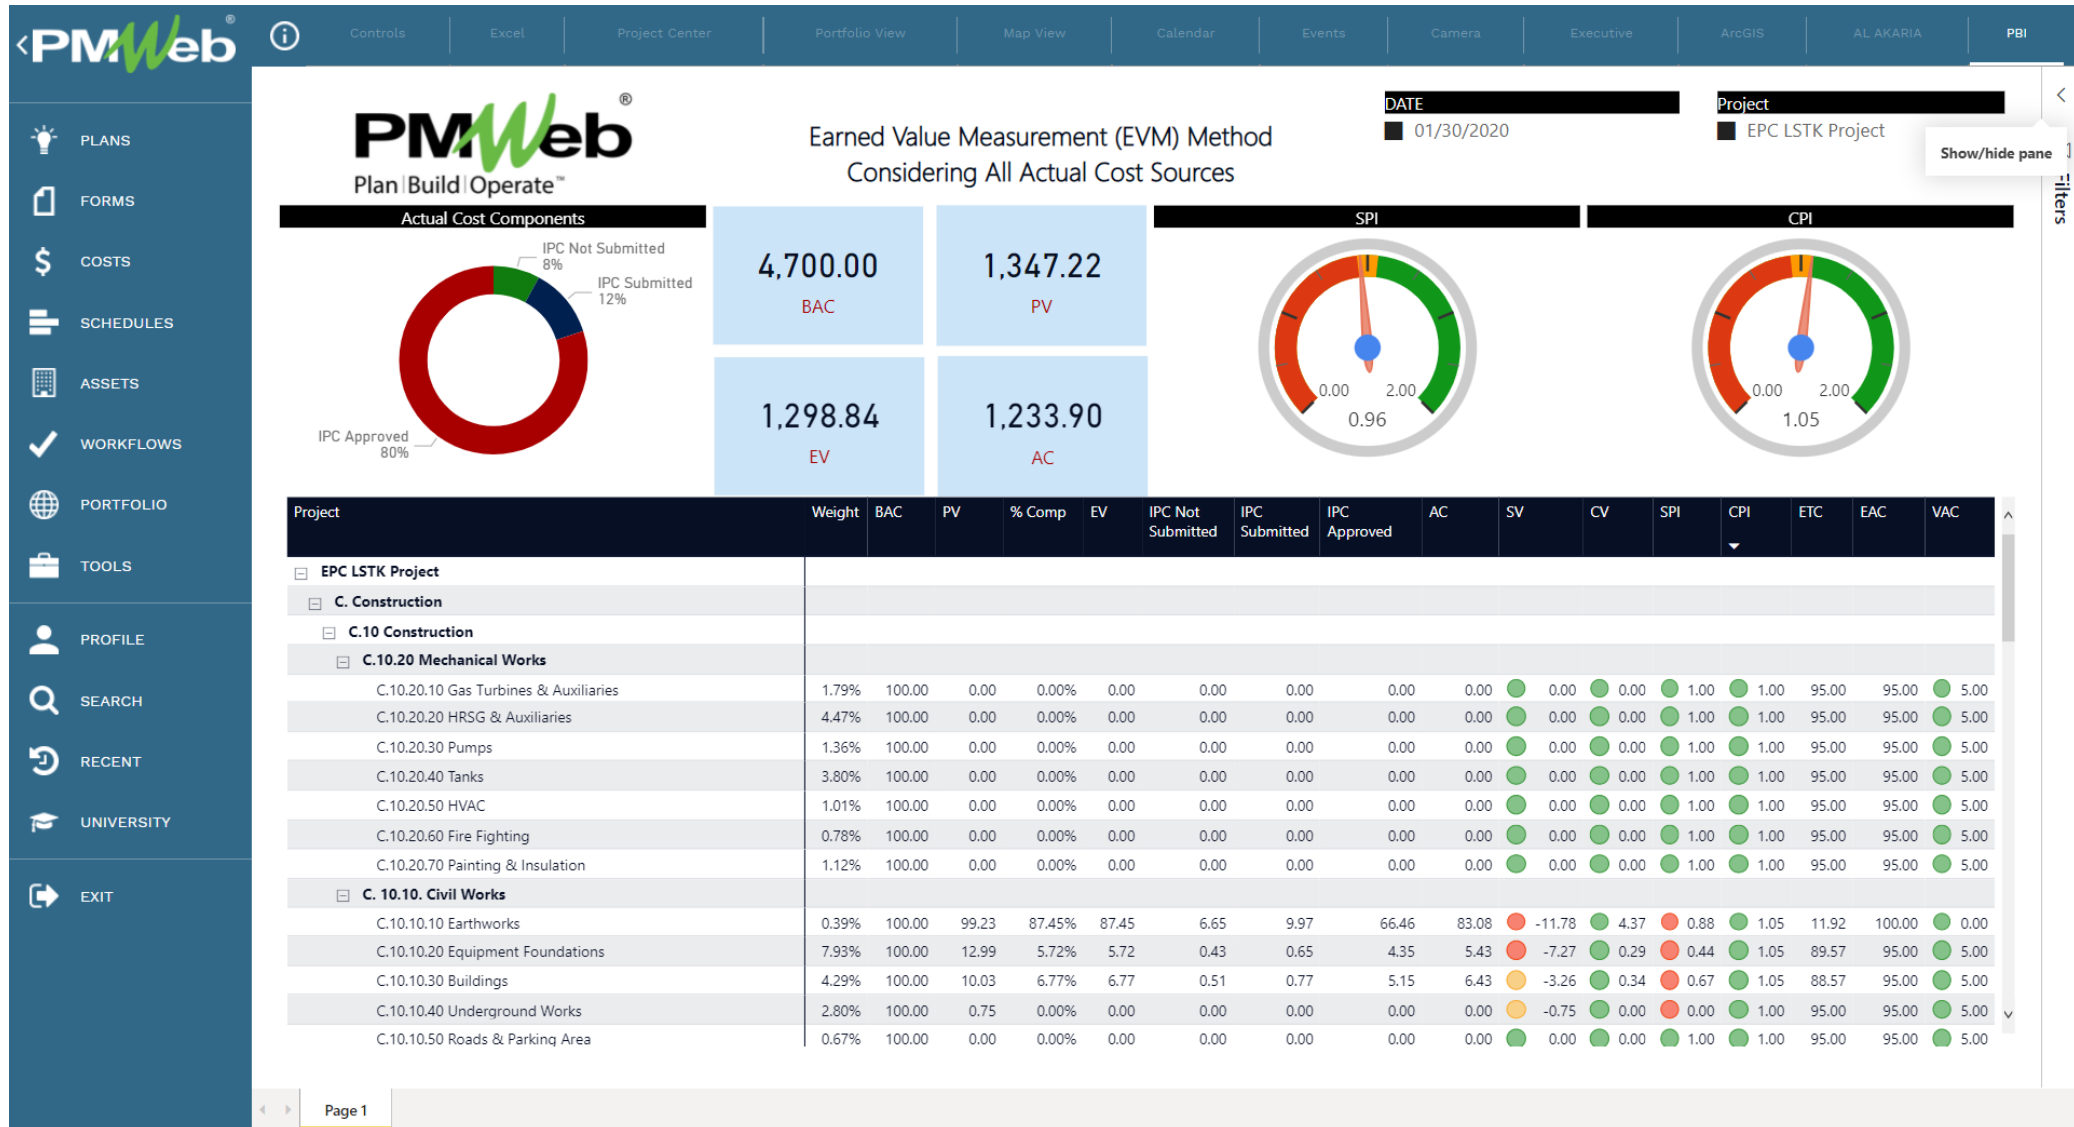 PMWeb®
Controls
Excel
Project Center
Portfolio View
Map View
Calendar
Events
Camera
Executive
ArcGIS
AL AKARIA
PBI
PLANS
FORMS
COSTS
SCHEDULES
ASSETS
WORKFLOWS
PORTFOLIO
TOOLS
PROFILE
SEARCH
RECENT
UNIVERSITY
EXIT
PMWeb®
Plan|Build|Operate™
Earned Value Measurement (EVM) Method
Considering All Actual Cost Sources
DATE
01/30/2020
Project
EPC LSTK Project
Show/hide pane
Filters
Actual Cost Components
IPC Not Submitted
8%
IPC Submitted
12%
IPC Approved
80%
4,700.00
BAC
1,347.22
PV
1,298.84
EV
1,233.90
AC
SPI
0.00 2.00
0.96
CPI
0.00 2.00
1.05
Project Weight BAC PV % Comp EV IPC Not Submitted IPC Submitted IPC Approved AC SV CV SPI CPI ETC EAC VAC
EPC LSTK Project
C. Construction
C.10 Construction
C.10.20 Mechanical Works
C.10.20.10 Gas Turbines & Auxiliaries 1.79% 100.00 0.00 0.00% 0.00 0.00 0.00 0.00 0.00 0.00 0.00 1.00 1.00 95.00 95.00 5.00
C.10.20.20 HRSG & Auxiliaries 4.47% 100.00 0.00 0.00% 0.00 0.00 0.00 0.00 0.00 0.00 0.00 1.00 1.00 95.00 95.00 5.00
C.10.20.30 Pumps 1.36% 100.00 0.00 0.00% 0.00 0.00 0.00 0.00 0.00 0.00 0.00 1.00 1.00 95.00 95.00 5.00
C.10.20.40 Tanks 3.80% 100.00 0.00 0.00% 0.00 0.00 0.00 0.00 0.00 0.00 0.00 1.00 1.00 95.00 95.00 5.00
C.10.20.50 HVAC 1.01% 100.00 0.00 0.00% 0.00 0.00 0.00 0.00 0.00 0.00 0.00 1.00 1.00 95.00 95.00 5.00
C.10.20.60 Fire Fighting 0.78% 100.00 0.00 0.00% 0.00 0.00 0.00 0.00 0.00 0.00 0.00 1.00 1.00 95.00 95.00 5.00
C.10.20.70 Painting & Insulation 1.12% 100.00 0.00 0.00% 0.00 0.00 0.00 0.00 0.00 0.00 0.00 1.00 1.00 95.00 95.00 5.00
C. 10.10. Civil Works
C.10.10.10 Earthworks 0.39% 100.00 99.23 87.45% 87.45 6.65 9.97 66.46 83.08 -11.78 4.37 0.88 1.05 11.92 100.00 0.00
C.10.10.20 Equipment Foundations 7.93% 100.00 12.99 5.72% 5.72 0.43 0.65 4.35 5.43 -7.27 0.29 0.44 1.05 89.57 95.00 5.00
C.10.10.30 Buildings 4.29% 100.00 10.03 6.77% 6.77 0.51 0.77 5.15 6.43 -3.26 0.34 0.67 1.05 88.57 95.00 5.00
C.10.10.40 Underground Works 2.80% 100.00 0.75 0.00% 0.00 0.00 0.00 0.00 0.00 -0.75 0.00 0.00 1.00 95.00 95.00 5.00
C.10.10.50 Roads & Parking Area 0.67% 100.00 0.00 0.00% 0.00 0.00 0.00 0.00 0.00 0.00 0.00 1.00 1.00 95.00 95.00 5.00
Page 1